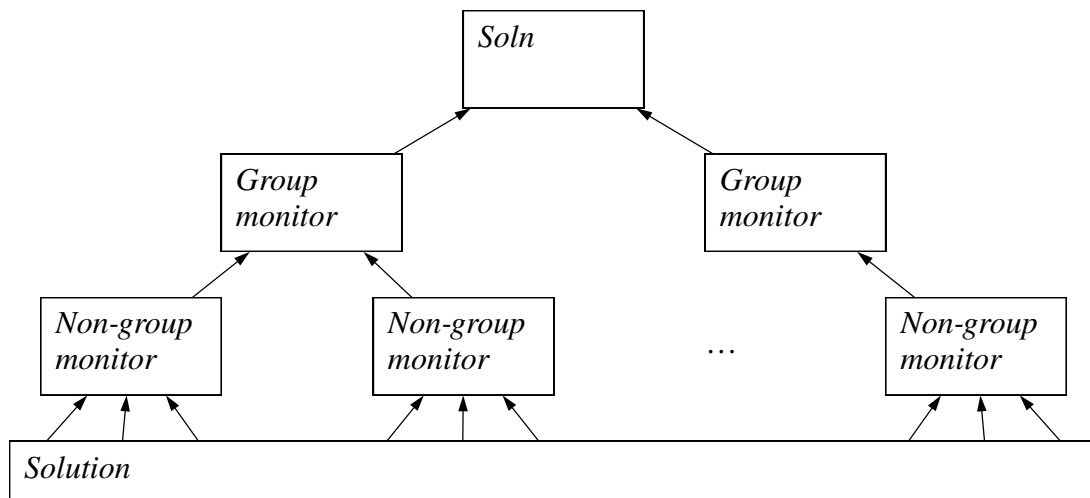 Soln
Group
monitor
Group
monitor
Non-group
monitor
Non-group
monitor
…
Non-group
monitor
Solution